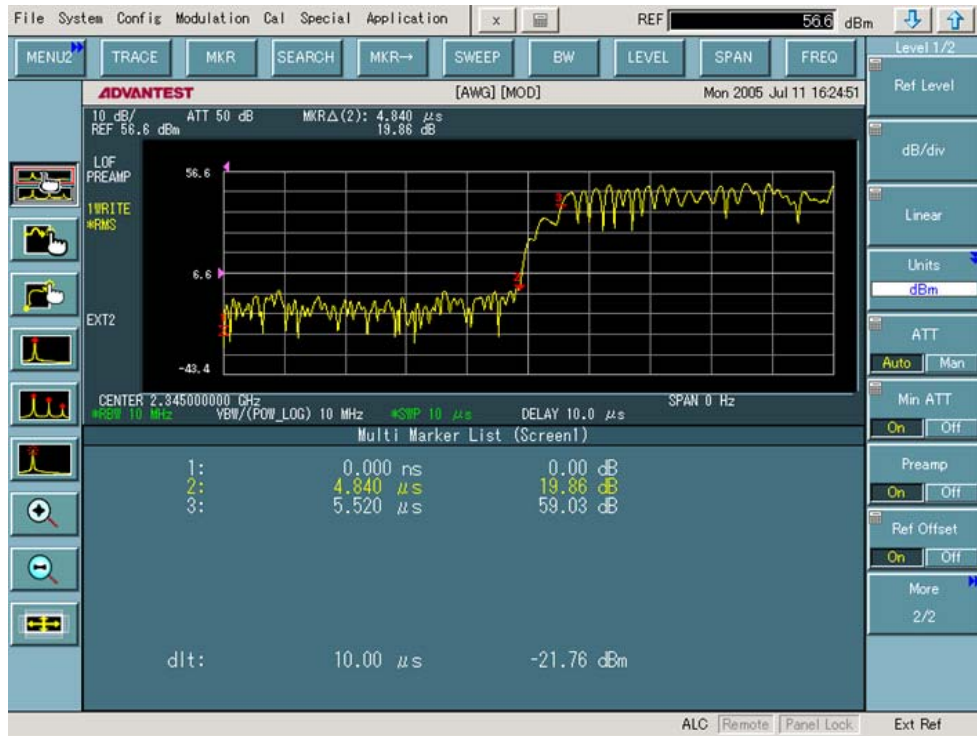 File System Config Modulation Cal Special Application x REF 56.6 dBm
MENU2 TRACE MKR SEARCH MKR→ SWEEP BW LEVEL SPAN FREQ
Level 1/2
ADVANTEST [AWG] [MOD] Mon 2005 Jul 11 16:24:51
Ref Level
10 dB/ ATT 50 dB MKRΔ(2): 4.840 μs
REF 56.6 dBm 19.86 dB
LOF
PREAMP
1WRITE
*RMS
EXT2
56.6
6.6
-43.4
3
2
dB/div
Linear
Units
dBm
ATT
Auto Man
CENTER 2.345000000 GHz SPAN 0 Hz
*RBW 10 MHz VBW/(POW_LOG) 10 MHz *SWP 10 μs DELAY 10.0 μs
Min ATT
On Off
Multi Marker List (Screen1)
1: 0.000 ns 0.00 dB
2: 4.840 μs 19.86 dB
3: 5.520 μs 59.03 dB
dlt: 10.00 μs -21.76 dBm
Preamp
On Off
Ref Offset
On Off
More
2/2
ALC Remote Panel Lock Ext Ref